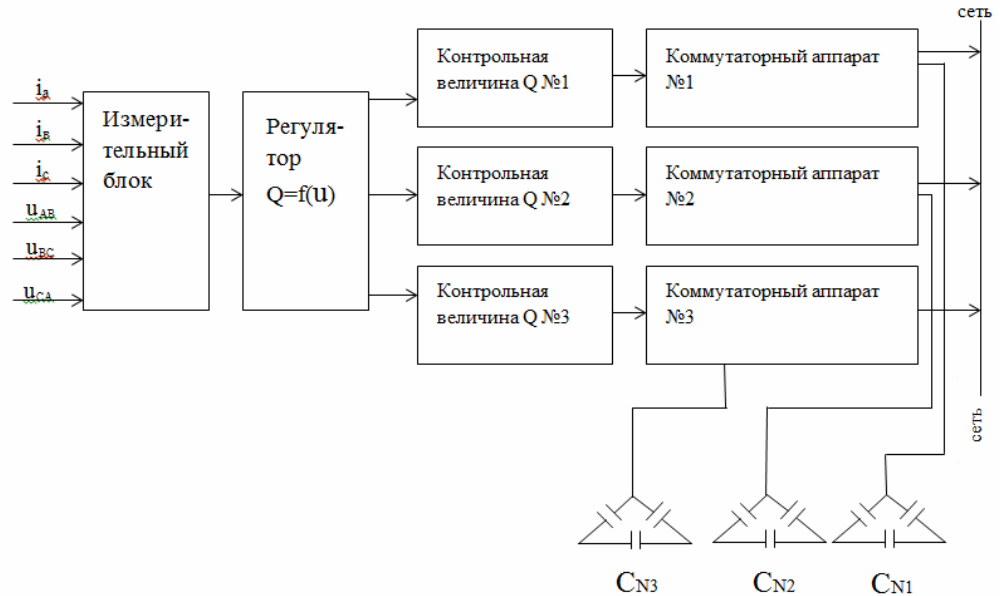 сеть
iа
iв
iс
uАВ
uВС
uСА
Измери-
тельный
блок
Регуля-
тор
Q=f(u)
Контрольная
величина Q №1
Коммутаторный аппарат
№1
Контрольная
величина Q №2
Коммутаторный аппарат
№2
Контрольная
величина Q №3
Коммутаторный аппарат
№3
сеть
CN3
CN2
CN1